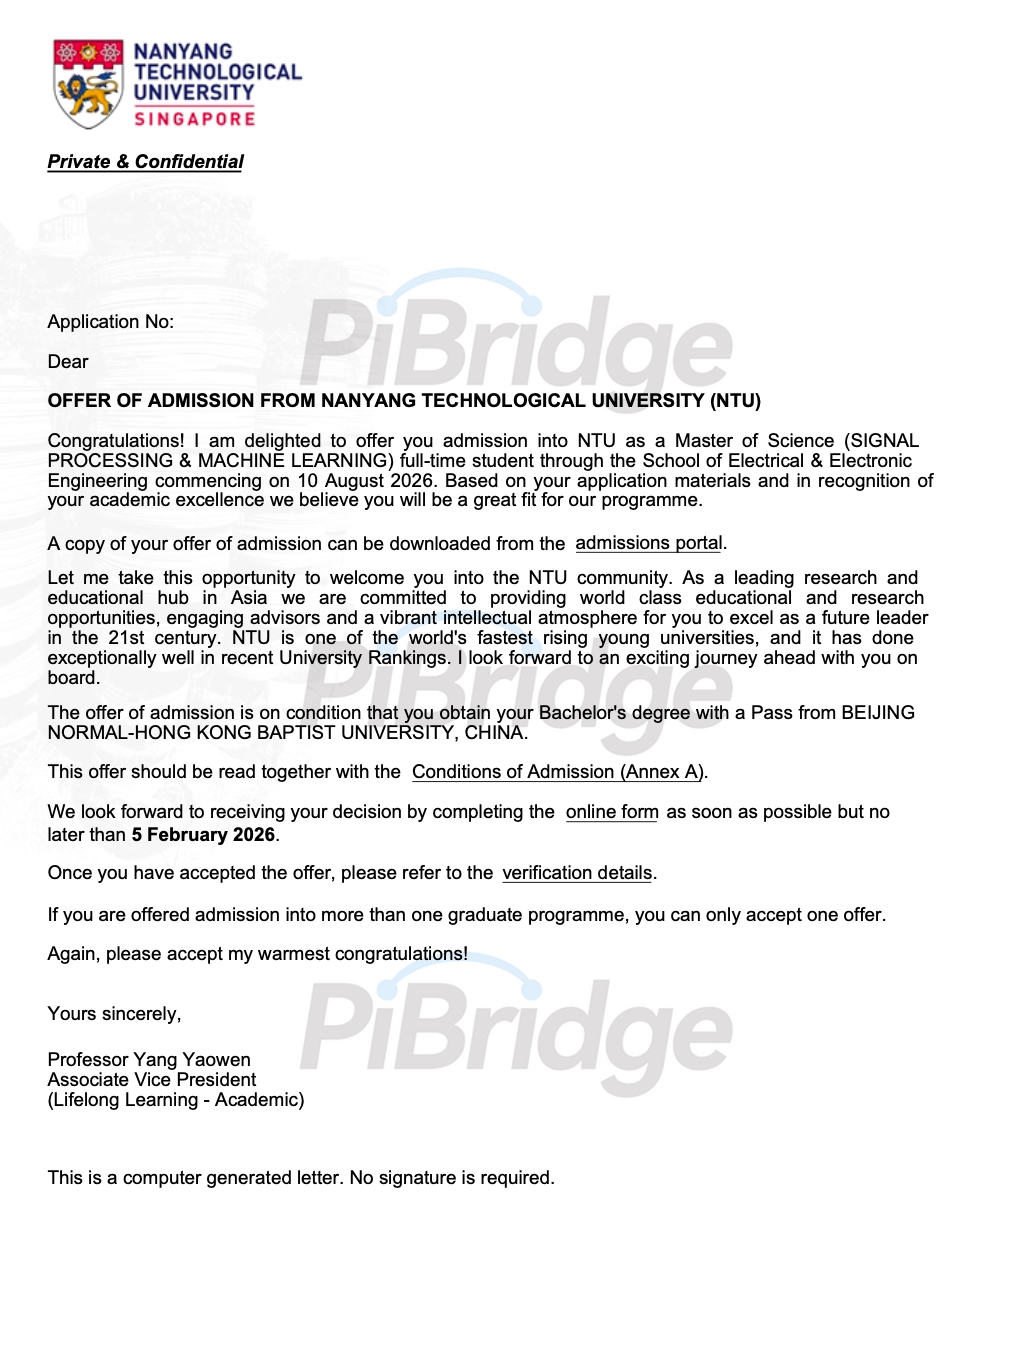 NANYANG
TECHNOLOGICAL
UNIVERSITY
SINGAPORE
Private & Confidential
PiBridge
Application No:
Dear
OFFER OF ADMISSION FROM NANYANG TECHNOLOGICAL UNIVERSITY (NTU)
Congratulations! I am delighted to offer you admission into NTU as a Master of Science (SIGNAL
PROCESSING & MACHINE LEARNING) full-time student through the School of Electrical & Electronic
Engineering commencing on 10 August 2026. Based on your application materials and in recognition of
your academic excellence we believe you will be a great fit for our programme.
A copy of your offer of admission can be downloaded from the admissions portal.
Let me take this opportunity to welcome you into the NTU community. As a leading research and
educational hub in Asia we are committed to providing world class educational and research
opportunities, engaging advisors and a vibrant intellectual atmosphere for you to excel as a future leader
in the 21st century. NTU is one of the world's fastest rising young universities, and it has done
exceptionally well in recent University Rankings. I look forward to an exciting journey ahead with you on
board.
PiBridge
The offer of admission is on condition that you obtain your Bachelor's degree with a Pass from BEIJING
NORMAL-HONG KONG BAPTIST UNIVERSITY, CHINA.
This offer should be read together with the Conditions of Admission (Annex A).
We look forward to receiving your decision by completing the online form as soon as possible but no
later than 5 February 2026.
Once you have accepted the offer, please refer to the verification details.
If you are offered admission into more than one graduate programme, you can only accept one offer.
Again, please accept my warmest congratulations!
Yours sincerely,
PiBridge
Professor Yang Yaowen
Associate Vice President
(Lifelong Learning - Academic)
This is a computer generated letter. No signature is required.